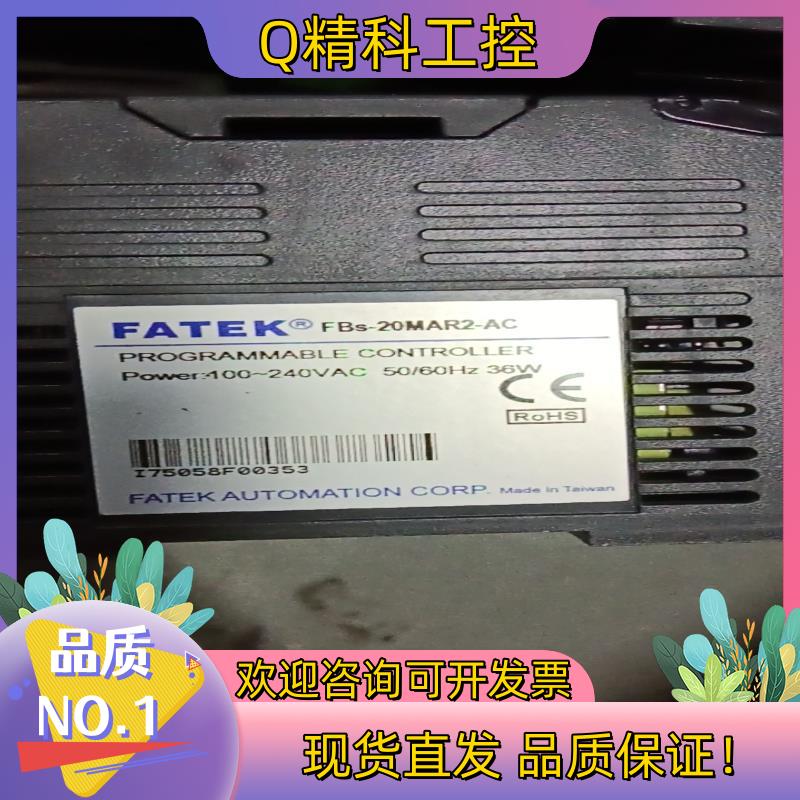 Q精科工控
FATEK® FBs-20MAR2-AC
PROGRAMMABLE CONTROLLER
Power:100~240VAC 50/60Hz 36W
CE
RoHS
I75058F00353
FATEK AUTOMATION CORP. Made in Taiwan
品质
NO.1
欢迎咨询可开发票
现货直发 品质保证!